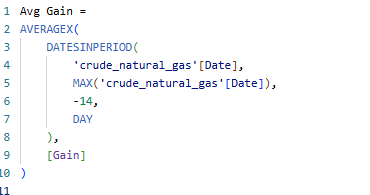 1 Avg Gain =
2 AVERAGEX(
3 DATESINPERIOD(
4 'crude_natural_gas'[Date],
5 MAX('crude_natural_gas'[Date]),
6 -14,
7 DAY
8 ),
9 [Gain]
10 )
11